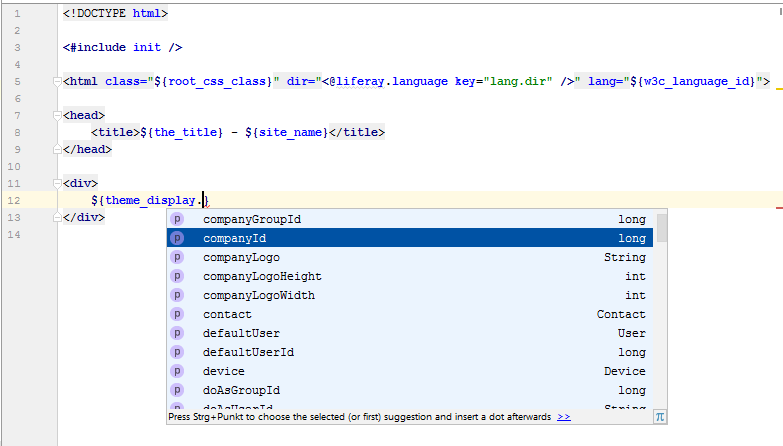 1 <!DOCTYPE html>
2
3 <#include init />
4
5 <html class="${root_css_class}" dir="<@liferay.language key="lang.dir" />" lang="${w3c_language_id}">
6
7 <head>
8 <title>${the_title} - ${site_name}</title>
9 </head>
10
11 <div>
12 ${theme_display.}
13 </div>
14
p companyGroupId long
p companyId long
p companyLogo String
p companyLogoHeight int
p companyLogoWidth int
p contact Contact
p defaultUser User
p defaultUserId long
p device Device
p doAsGroupId long
p doAsUserId String
Press Strg+Punkt to choose the selected (or first) suggestion and insert a dot afterwards >> π